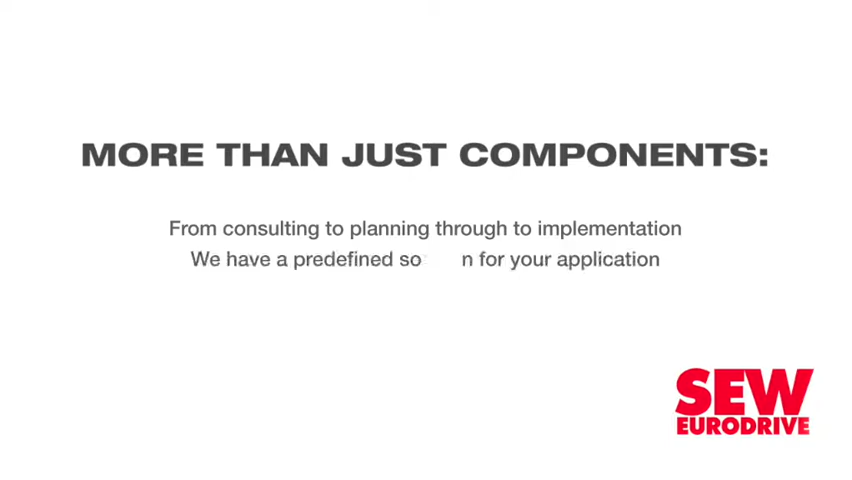 MORE THAN JUST COMPONENTS:
From consulting to planning through to implementation
We have a predefined so n for your application
SEW
EURODRIVE